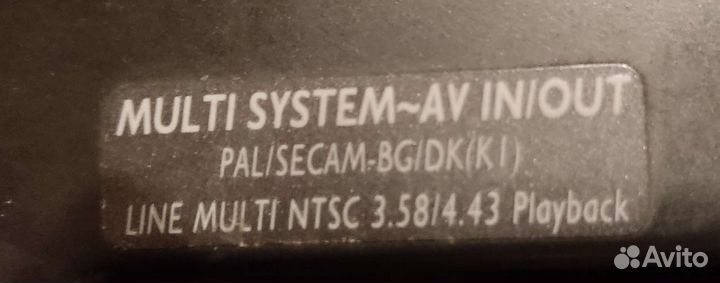 MULTI SYSTEM~AV IN/OUT
PAL/SECAM-BG/DK(K1)
LINE MULTI NTSC 3.58/4.43 Playback
Avito